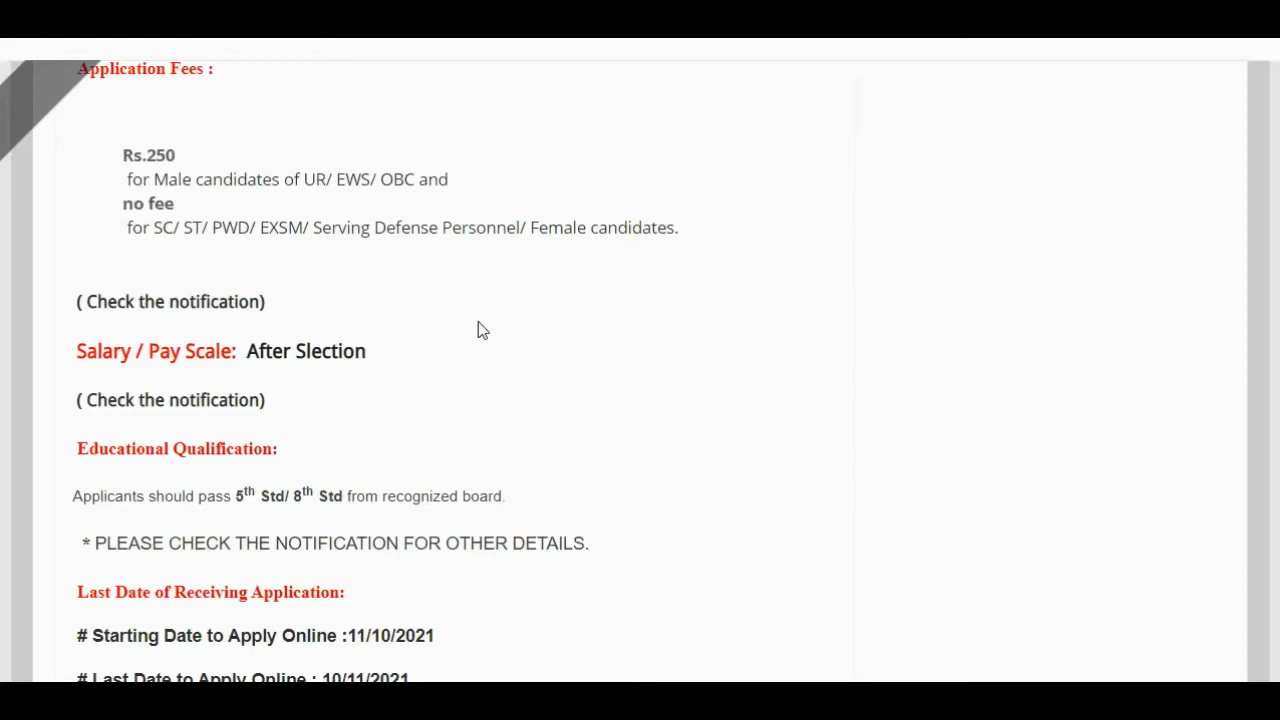 Application Fees :
Rs.250
for Male candidates of UR/ EWS/ OBC and
no fee
for SC/ ST/ PWD/ EXSM/ Serving Defense Personnel/ Female candidates.
( Check the notification)
Salary / Pay Scale: After Slection
( Check the notification)
Educational Qualification:
Applicants should pass 5th Std/ 8th Std from recognized board.
* PLEASE CHECK THE NOTIFICATION FOR OTHER DETAILS.
Last Date of Receiving Application:
# Starting Date to Apply Online :11/10/2021
# Last Date to Apply Online : 10/11/2021